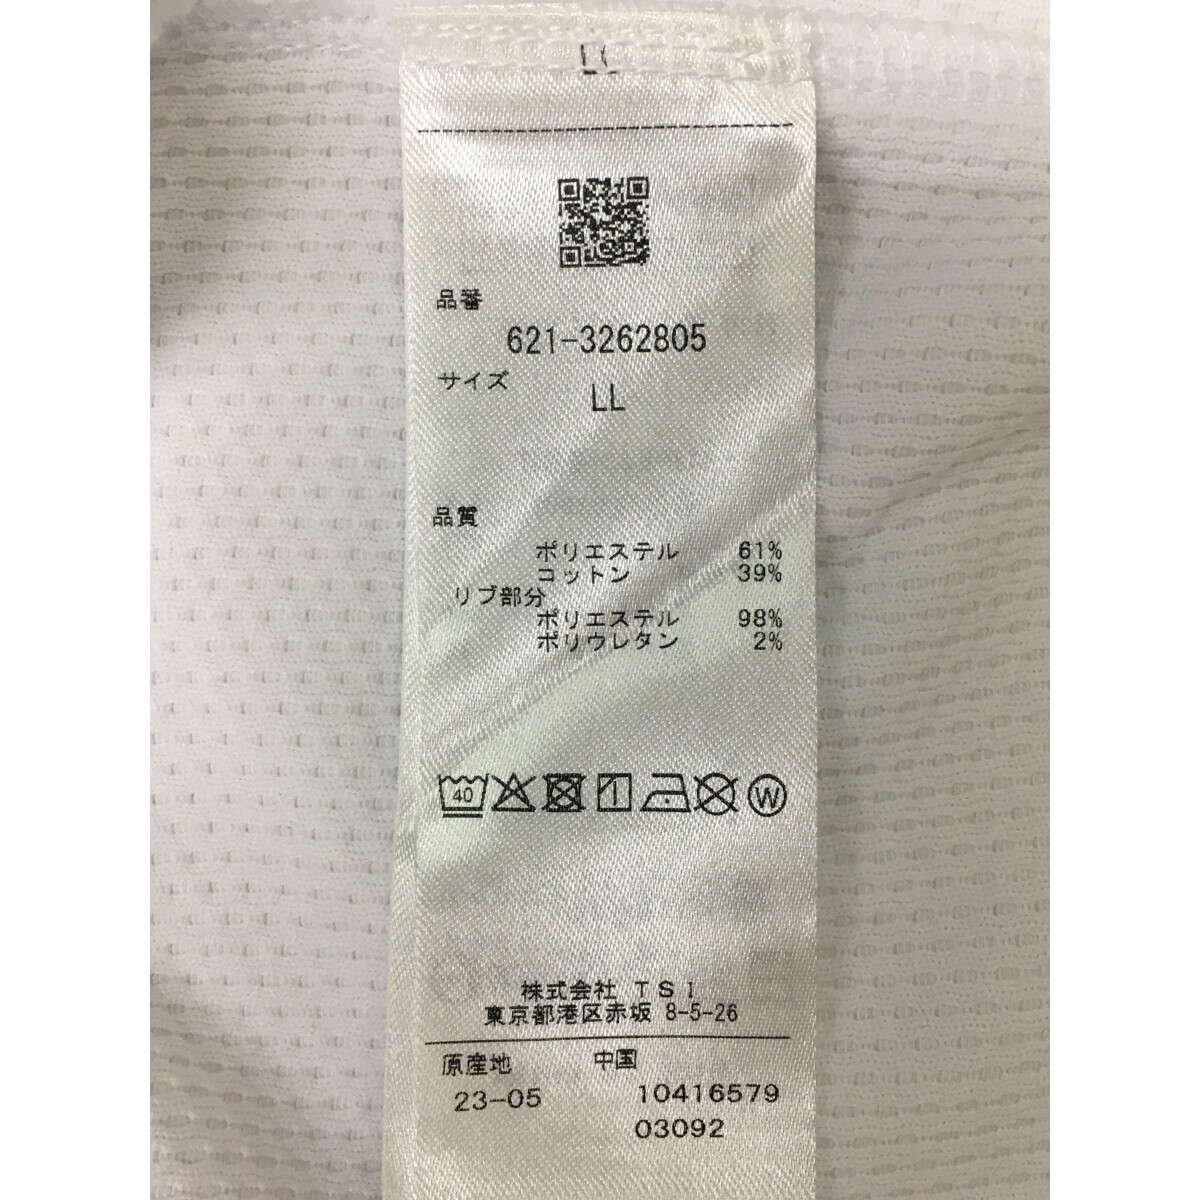 品番
621-3262805
サイズ
LL
品質
ポリエステル 61%
コットン 39%
リブ部分
ポリエステル 98%
ポリウレタン 2%
40
W
株式会社 TSI
東京都港区赤坂 8-5-26
原産地 中国
23-05 10416579
03092